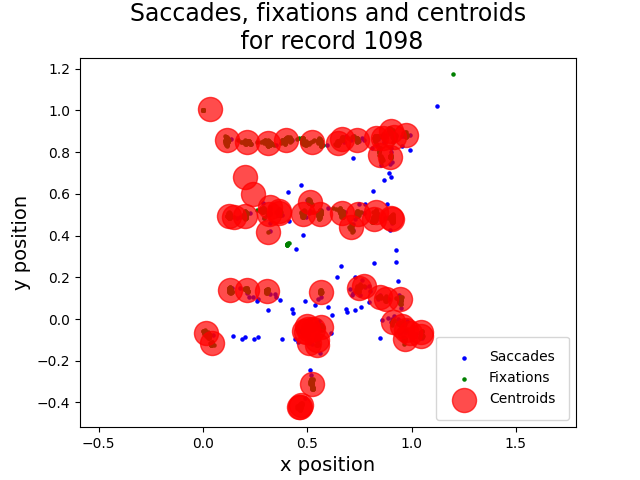 Saccades, fixations and centroids
for record 1098
y position
1.2
1.0
0.8
0.6
0.4
0.2
0.0
−0.2
−0.4
−0.5
0.0
0.5
1.0
1.5
x position
Saccades
Fixations
Centroids